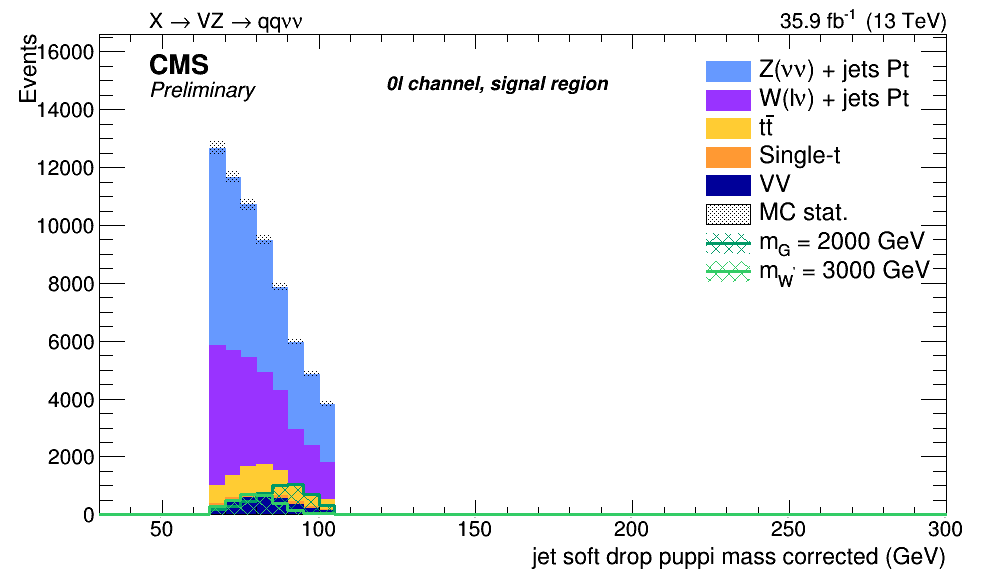 X → VZ → qqνν
35.9 fb⁻¹ (13 TeV)
Events
16000
14000
12000
10000
8000
6000
4000
2000
0
CMS
Preliminary
0l channel, signal region
Z(νν) + jets Pt
W(lν) + jets Pt
tt̄
Single-t
VV
MC stat.
m_G = 2000 GeV
m_W' = 3000 GeV
50 100 150 200 250 300
jet soft drop puppi mass corrected (GeV)